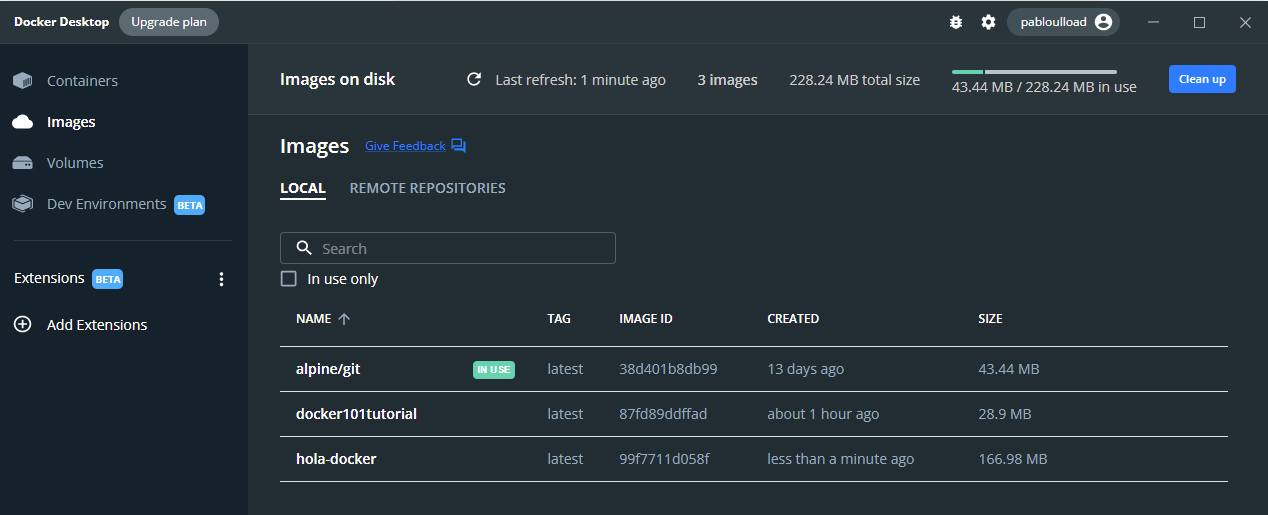 Docker Desktop Upgrade plan pabloulload
Containers
Images
Volumes
Dev Environments BETA
Extensions BETA
Add Extensions
Images on disk Last refresh: 1 minute ago 3 images 228.24 MB total size 43.44 MB / 228.24 MB in use Clean up
Images Give Feedback
LOCAL REMOTE REPOSITORIES
Search
In use only
NAME TAG IMAGE ID CREATED SIZE
alpine/git IN USE latest 38d401b8db99 13 days ago 43.44 MB
docker101tutorial latest 87fd89ddffad about 1 hour ago 28.9 MB
hola-docker latest 99f7711d058f less than a minute ago 166.98 MB